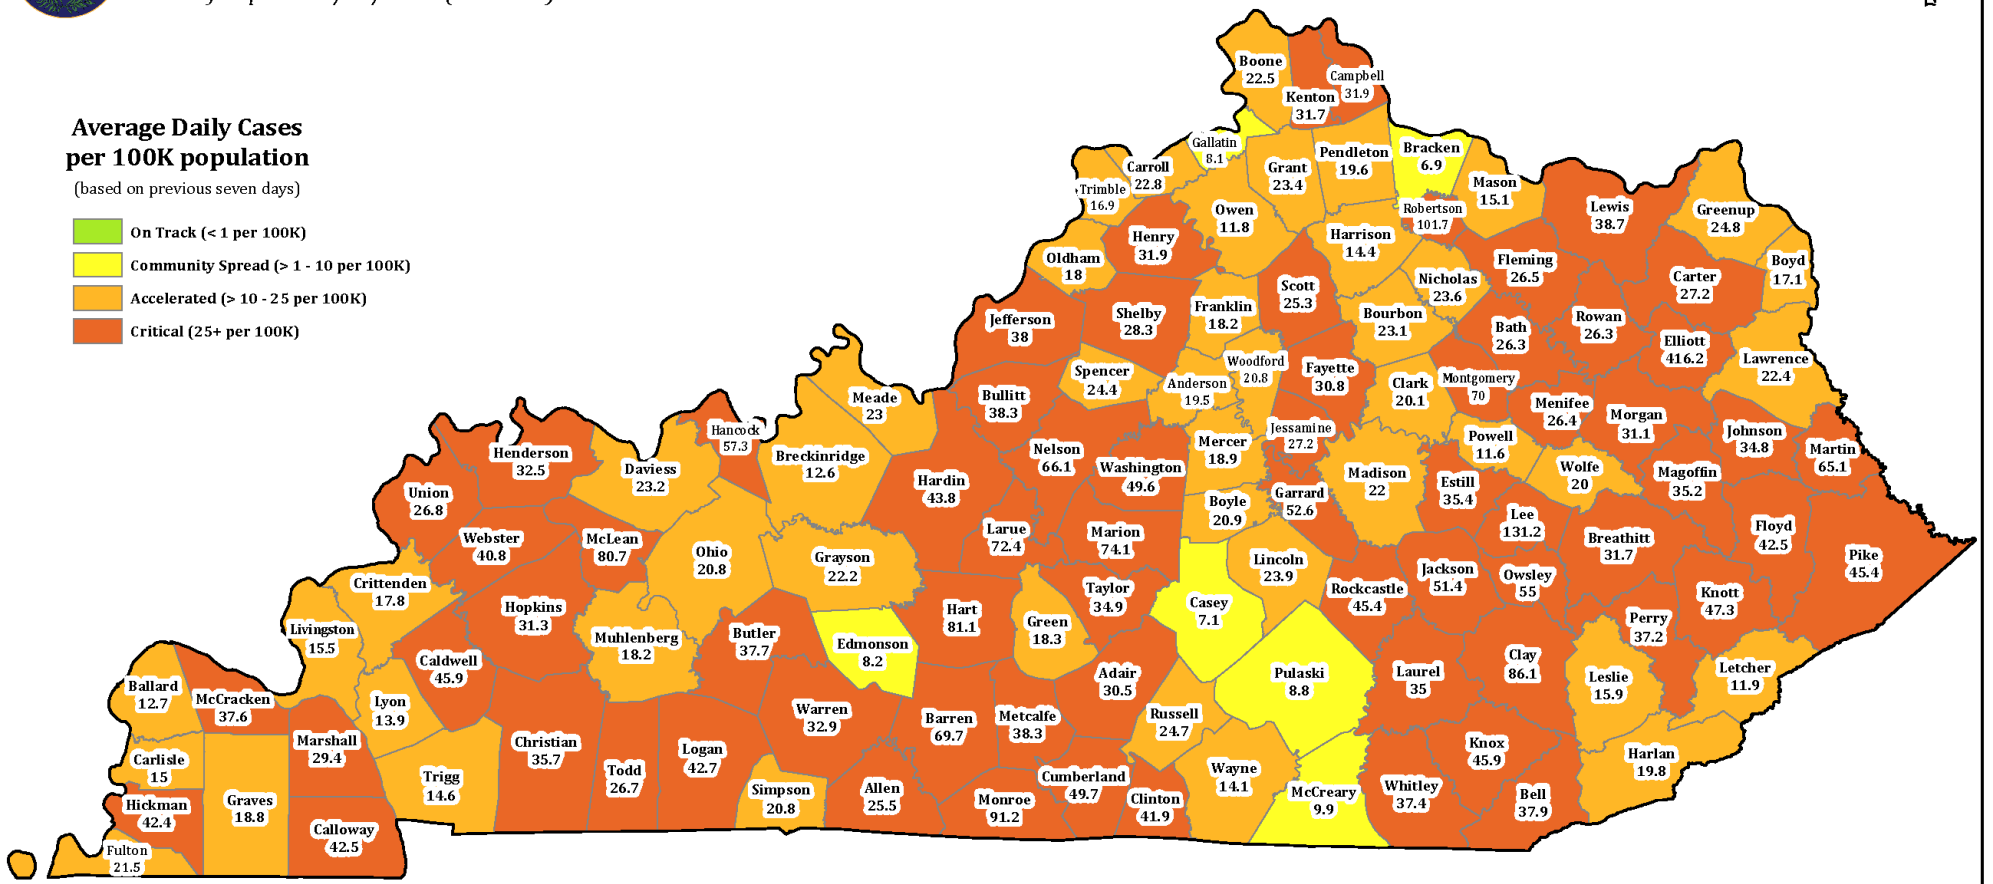 Average Daily Cases
per 100K population
(based on previous seven days)
On Track (< 1 per 100K)
Community Spread (> 1 - 10 per 100K)
Accelerated (> 10 - 25 per 100K)
Critical (25+ per 100K)
Boone
22.5
Kenton
31.7
Campbell
31.9
Gallatin
8.1
Carroll
22.8
Trimble
16.9
Grant
23.4
Pendleton
19.6
Bracken
6.9
Mason
15.1
Robertson
101.7
Lewis
38.7
Greenup
24.8
Boyd
17.1
Owen
11.8
Henry
31.9
Oldham
18
Harrison
14.4
Nicholas
23.6
Fleming
26.5
Carter
27.2
Jefferson
38
Shelby
28.3
Franklin
18.2
Scott
25.3
Bourbon
23.1
Bath
26.3
Rowan
26.3
Elliott
416.2
Lawrence
22.4
Spencer
24.4
Anderson
19.5
Woodford
20.8
Fayette
30.8
Clark
20.1
Montgomery
70
Menifee
26.4
Morgan
31.1
Johnson
34.8
Martin
65.1
Meade
23
Bullitt
38.3
Hancock
57.3
Breckinridge
12.6
Henderson
32.5
Daviess
23.2
Union
26.8
Nelson
66.1
Washington
49.6
Mercer
18.9
Jessamine
27.2
Madison
22
Powell
11.6
Wolfe
20
Magoffin
35.2
Hardin
43.8
Boyle
20.9
Garrard
52.6
Estill
35.4
Lee
131.2
Breathitt
31.7
Floyd
42.5
Pike
45.4
Webster
40.8
McLean
80.7
Ohio
20.8
Grayson
22.2
Larue
72.4
Marion
74.1
Lincoln
23.9
Rockcastle
45.4
Jackson
51.4
Owsley
55
Knott
47.3
Perry
37.2
Crittenden
17.8
Hopkins
31.3
Livingston
15.5
Muhlenberg
18.2
Butler
37.7
Edmonson
8.2
Hart
81.1
Green
18.3
Taylor
34.9
Casey
7.1
Pulaski
8.8
Laurel
35
Clay
86.1
Leslie
15.9
Letcher
11.9
Ballard
12.7
McCracken
37.6
Caldwell
45.9
Lyon
13.9
Warren
32.9
Barren
69.7
Metcalfe
38.3
Adair
30.5
Russell
24.7
Knox
45.9
Harlan
19.8
Carlisle
15
Marshall
29.4
Trigg
14.6
Christian
35.7
Todd
26.7
Logan
42.7
Simpson
20.8
Allen
25.5
Monroe
91.2
Cumberland
49.7
Clinton
41.9
Wayne
14.1
McCreary
9.9
Whitley
37.4
Bell
37.9
Hickman
42.4
Graves
18.8
Calloway
42.5
Fulton
21.5